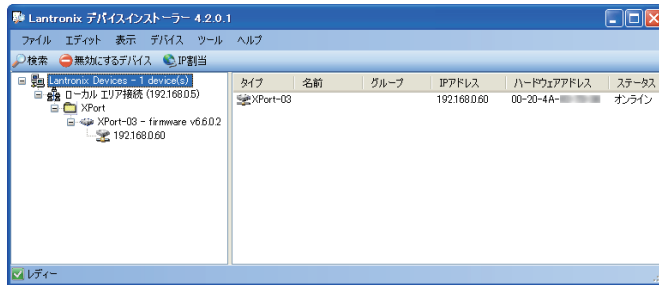 Lantronix デバイスインストーラー 4.2.0.1
ファイル エディット 表示 デバイス ツール ヘルプ
検索 無効にするデバイス IP割当
Lantronix Devices - 1 device(s)
ローカル エリア接続 (192.168.0.5)
XPort
XPort-03 - firmware v6.6.0.2
192.168.0.60
タイプ 名前 グループ IPアドレス ハードウェアアドレス ステータス
XPort-03 192.168.0.60 00-20-4A- オンライン
レディー